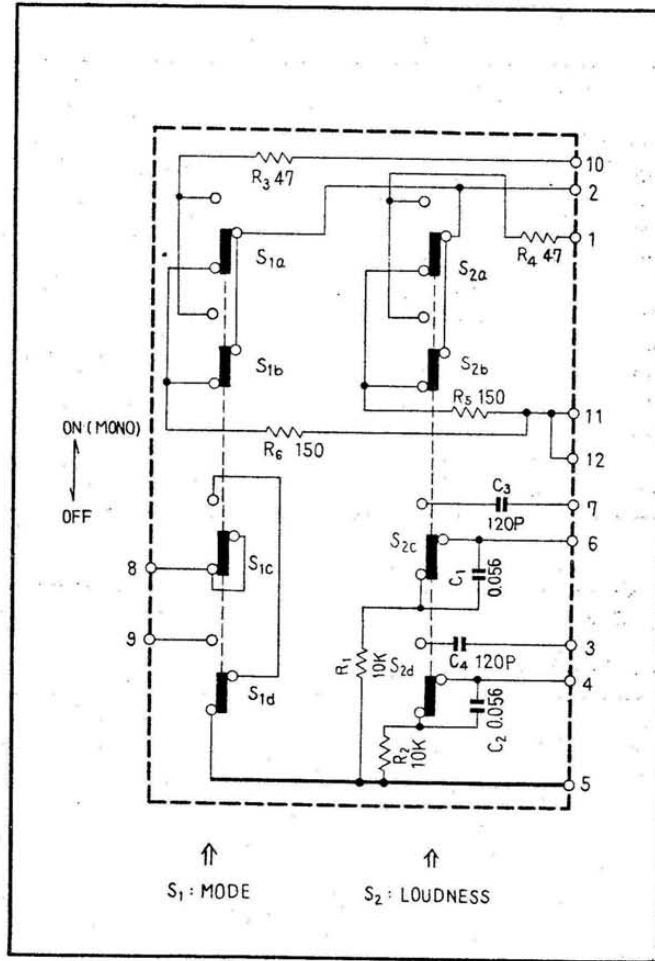 10
R3 47
2
1
R4 47
S1a
S2a
S1b
S2b
R5 150
11
ON (MONO)
R6 150
12
OFF
C3
7
120P
S2c
6
S1c
C1
0.056
8
9
3
R1
10K
S2d
C4 120P
4
S1d
C2
0.056
R2
10K
5
S1 : MODE
S2 : LOUDNESS